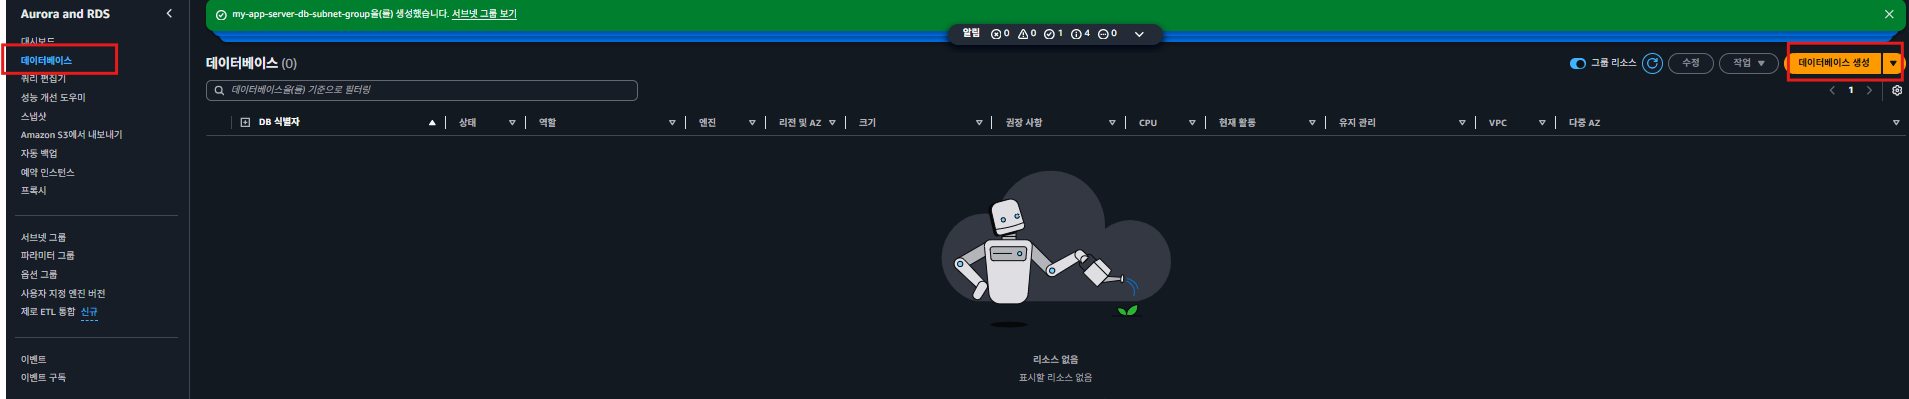 Aurora and RDS
대시보드
데이터베이스
쿼리 편집기
성능 개선 도우미
스냅샷
Amazon S3에서 내보내기
자동 백업
예약 인스턴스
프록시
서브넷 그룹
파라미터 그룹
옵션 그룹
사용자 지정 엔진 버전
제로 ETL 통합 신규
이벤트
이벤트 구독
my-app-server-db-subnet-group을(를) 생성했습니다. 서브넷 그룹 보기
알림 0 0 1 4 0
데이터베이스 (0)
그룹 리소스 수정 작업 데이터베이스 생성
데이터베이스을(를) 기준으로 필터링
1
DB 식별자 상태 역할 엔진 리전 및 AZ 크기 권장 사항 CPU 현재 활동 유지 관리 VPC 다중 AZ
리소스 없음
표시할 리소스 없음